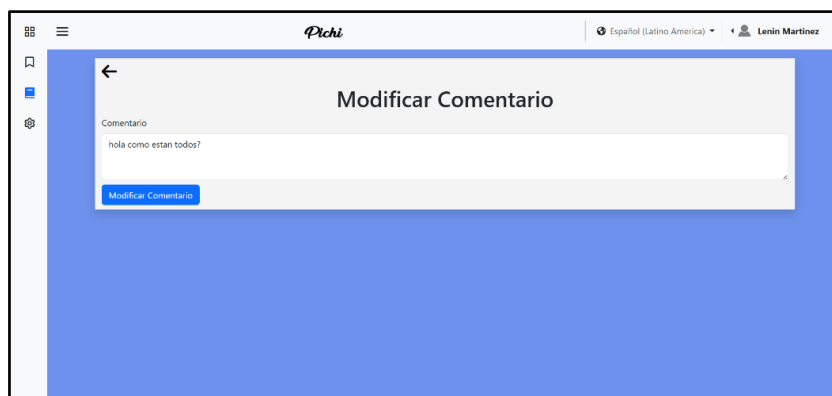 Pichi
Español (Latino America)
Lenin Martinez
Modificar Comentario
Comentario
hola como estan todos?
Modificar Comentario